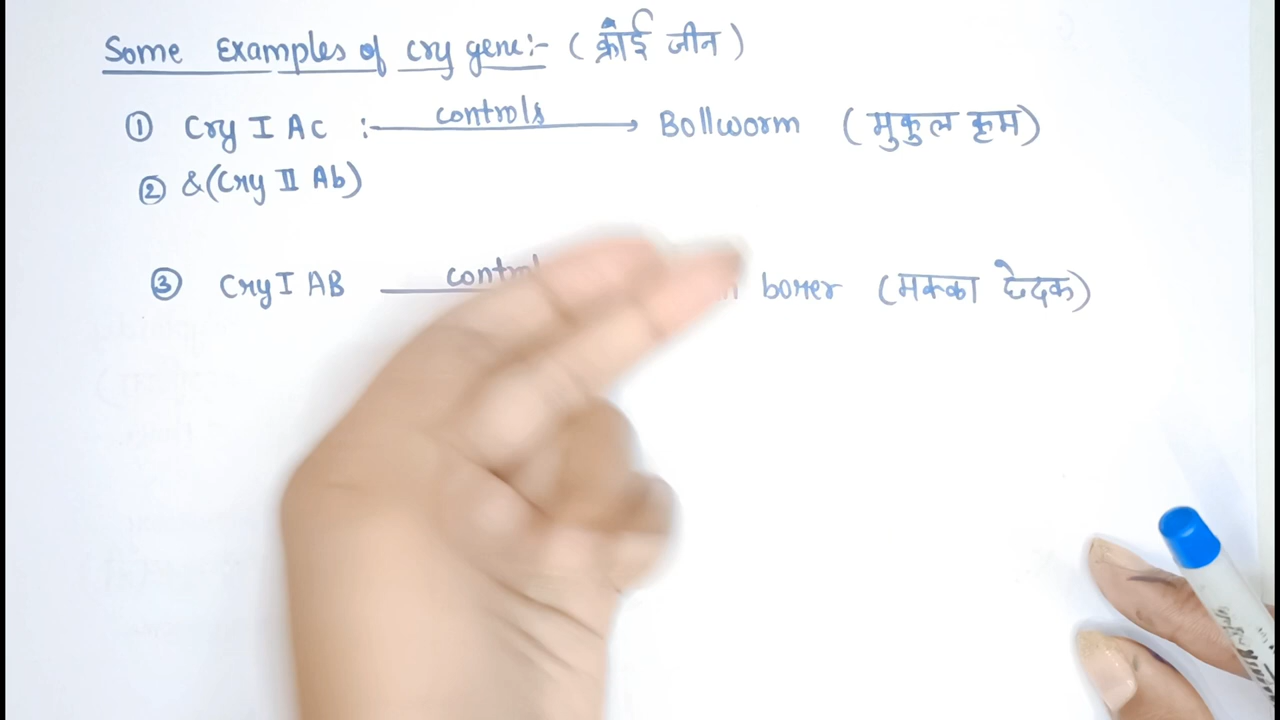 Some Examples of cry gene:- (क्रोई जीन)
① Cry I Ac :- controls → Bollworm (मुकुल कृम)
② &(Cry II Ab)
③ Cry I AB borer (मक्का छेदक)